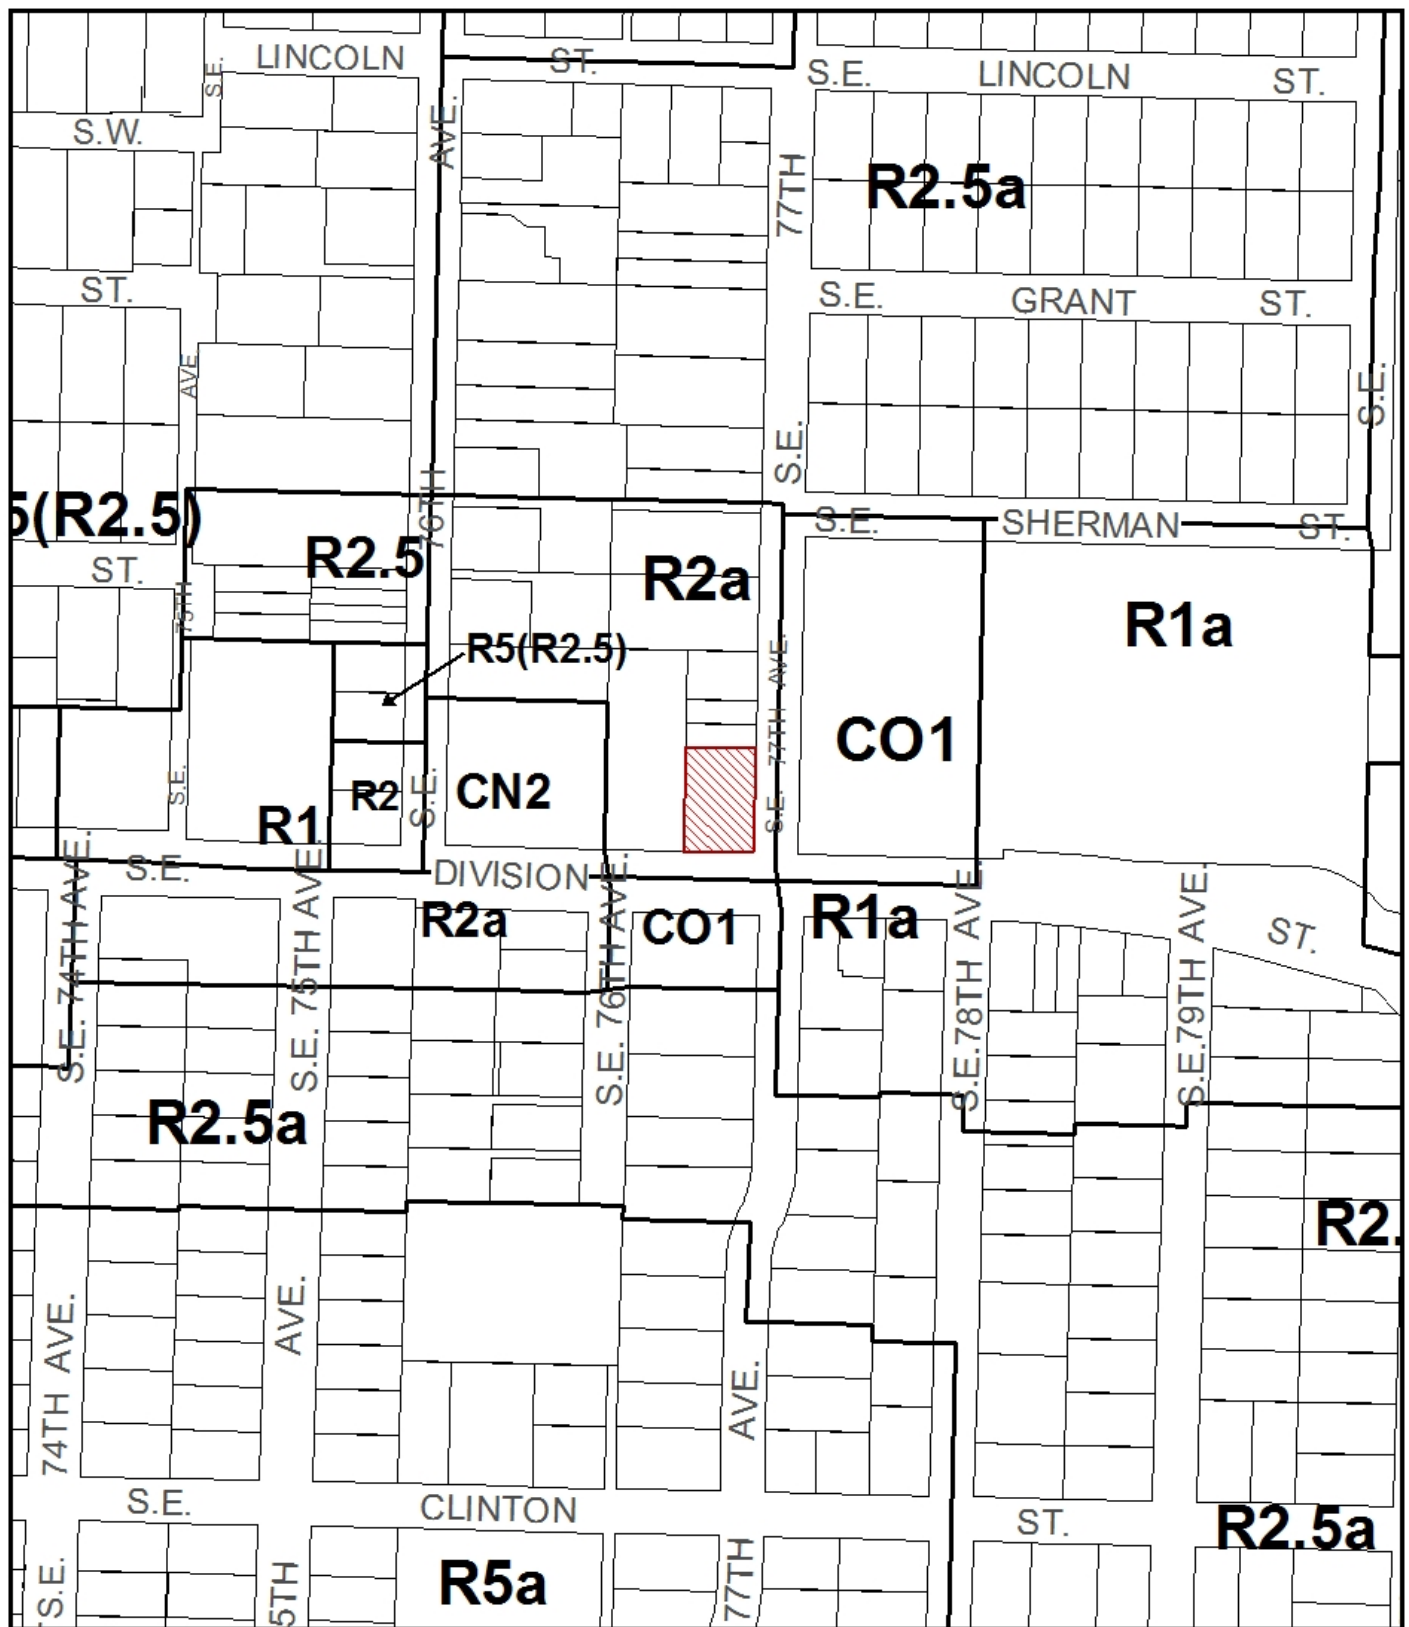 LINCOLN
ST.
S.E.
LINCOLN
ST.
S.E.
S.W.
AVE.
77TH
R2.5a
ST.
S.E.
GRANT
ST.
AVE
S.E.
S.E.
5(R2.5)
76TH
S.E.
SHERMAN
ST.
ST.
R2.5
R2a
75TH
R5(R2.5)
R1a
S.E. 77TH AVE.
CO1
S.E.
R1
R2
S.E.
CN2
S.E.
DIVISION
R2a
CO1
R1a
ST.
S.E. 74TH AVE.
S.E. 75TH AVE.
S.E. 76TH AVE.
S.E. 78TH AVE.
S.E. 79TH AVE.
R2.5a
R2.
74TH AVE.
AVE.
AVE.
S.E.
CLINTON
ST.
R2.5a
S.E.
5TH
R5a
77TH